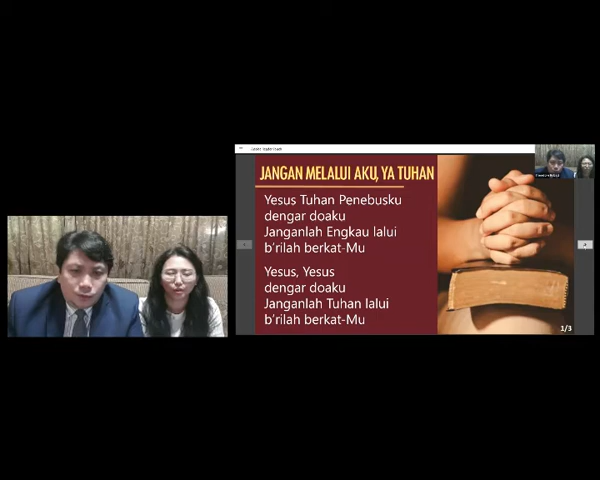 JANGAN MELALUI AKU, YA TUHAN
Yesus Tuhan Penebusku
dengar doaku
Janganlah Engkau lalui
b'rilah berkat-Mu
Yesus, Yesus
dengar doaku
Janganlah Tuhan lalui
b'rilah berkat-Mu
1/3